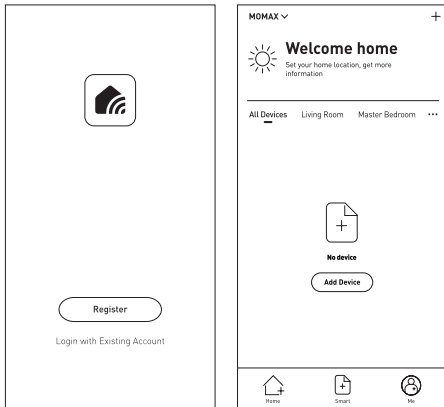 Register
Login with Existing Account
MOMAX
Welcome home
Set your home location, get more
information
All Devices Living Room Master Bedroom ...
No device
Add Device
Home Smart Me